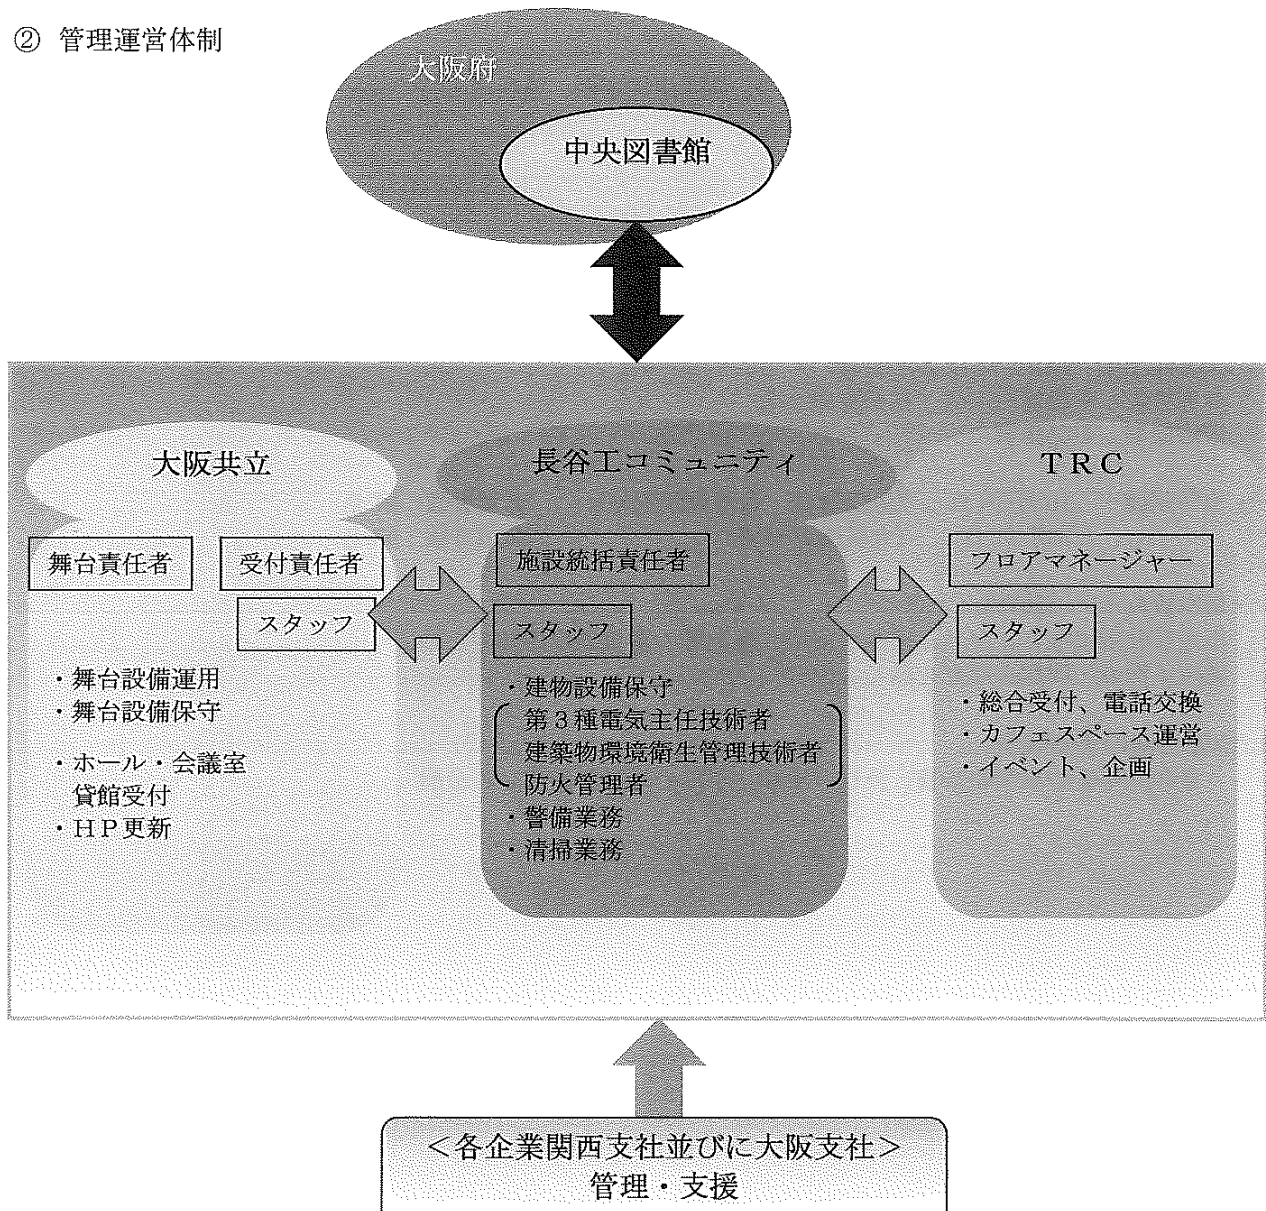 ② 管理運営体制
大阪府
中央図書館
大阪共立
舞台責任者
受付責任者
スタッフ
・舞台設備運用
・舞台設備保守
・ホール・会議室
貸館受付
・HP更新
長谷工コミュニティ
施設統括責任者
スタッフ
・建物設備保守
第3種電気主任技術者
建築物環境衛生管理技術者
防火管理者
・警備業務
・清掃業務
TRC
フロアマネージャー
スタッフ
・総合受付、電話交換
・カフェスペース運営
・イベント、企画
＜各企業関西支社並びに大阪支社＞
管理・支援